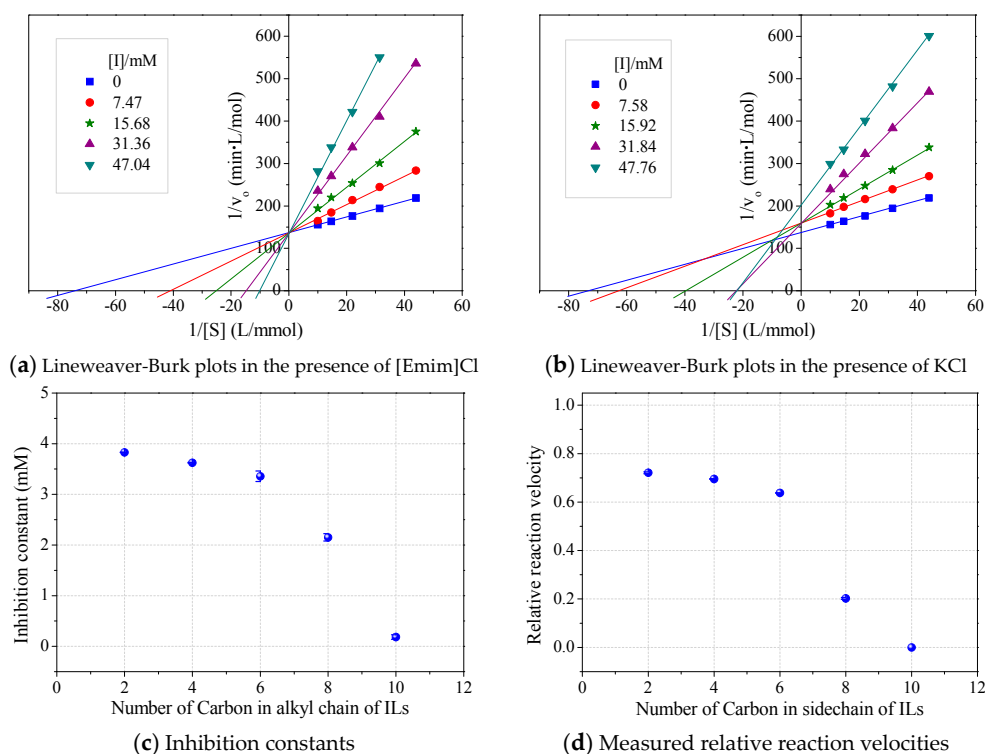 [I]/mM
0
7.47
15.68
31.36
47.04
1/v₀ (min·L/mol)
600
500
400
300
200
100
0
-80 -60 -40 -20 0 20 40 60
1/[S] (L/mmol)
(a) Lineweaver-Burk plots in the presence of [Emim]Cl
[I]/mM
0
7.58
15.92
31.84
47.76
1/v₀ (min·L/mol)
600
500
400
300
200
100
0
-80 -60 -40 -20 0 20 40 60
1/[S] (L/mmol)
(b) Lineweaver-Burk plots in the presence of KCl
Inhibition constant (mM)
5
4
3
2
1
0
0 2 4 6 8 10 12
Number of Carbon in alkyl chain of ILs
(c) Inhibition constants
Relative reaction velocity
1.0
0.8
0.6
0.4
0.2
0.0
0 2 4 6 8 10 12
Number of Carbon in sidechain of ILs
(d) Measured relative reaction velocities